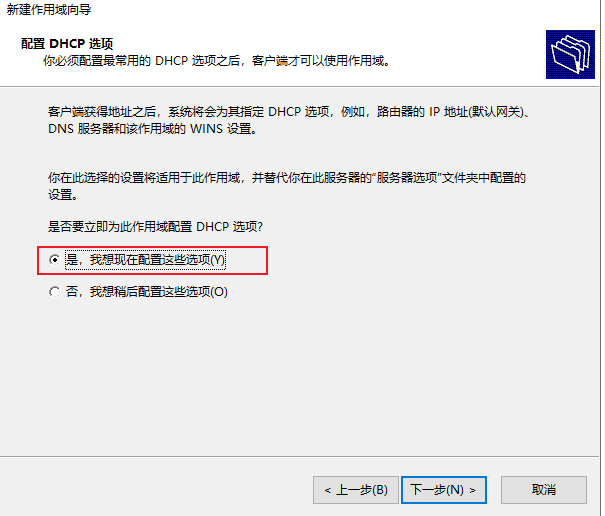 新建作用域向导
配置 DHCP 选项
你必须配置最常用的 DHCP 选项之后，客户端才可以使用作用域。
客户端获得地址之后，系统将会为其指定 DHCP 选项，例如，路由器的 IP 地址(默认网关)、
DNS 服务器和该作用域的 WINS 设置。
你在此选择的设置将适用于此作用域，并替代你在此服务器的"服务器选项"文件夹中配置的
设置。
是否要立即为此作用域配置 DHCP 选项?
是，我想现在配置这些选项(Y)
否，我想稍后配置这些选项(O)
< 上一步(B)
下一步(N) >
取消